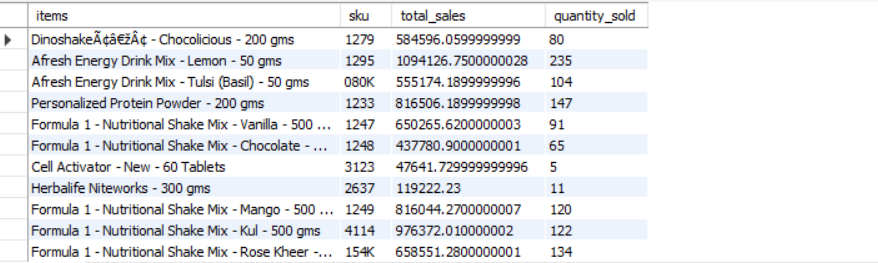 items sku total_sales quantity_sold
DinoshakeÃ¢â€žÂ¢ - Chocolicious - 200 gms 1279 584596.0599999999 80
Afresh Energy Drink Mix - Lemon - 50 gms 1295 1094126.7500000028 235
Afresh Energy Drink Mix - Tulsi (Basil) - 50 gms 080K 555174.1899999996 104
Personalized Protein Powder - 200 gms 1233 816506.1899999998 147
Formula 1 - Nutritional Shake Mix - Vanilla - 500 ... 1247 650265.6200000003 91
Formula 1 - Nutritional Shake Mix - Chocolate - ... 1248 437780.9000000001 65
Cell Activator - New - 60 Tablets 3123 47641.729999999996 5
Herbalife Niteworks - 300 gms 2637 119222.23 11
Formula 1 - Nutritional Shake Mix - Mango - 500 ... 1249 816044.2700000007 120
Formula 1 - Nutritional Shake Mix - Kul - 500 gms 4114 976372.010000002 122
Formula 1 - Nutritional Shake Mix - Rose Kheer -... 154K 658551.2800000001 134